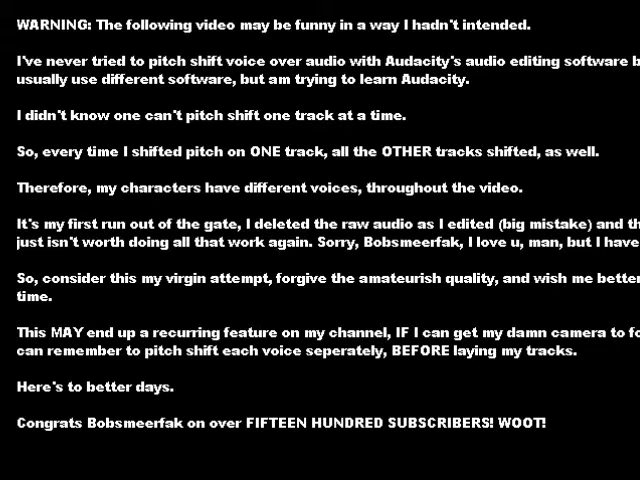 WARNING: The following video may be funny in a way I hadn't intended.
I've never tried to pitch shift voice over audio with Audacity's audio editing software
usually use different software, but am trying to learn Audacity.
I didn't know one can't pitch shift one track at a time.
So, every time I shifted pitch on ONE track, all the OTHER tracks shifted, as well.
Therefore, my characters have different voices, throughout the video.
It's my first run out of the gate, I deleted the raw audio as I edited (big mistake) and
just isn't worth doing all that work again. Sorry, Bobsmeerfak, I love u, man, but I have
So, consider this my virgin attempt, forgive the amateurish quality, and wish me better
time.
This MAY end up a recurring feature on my channel, IF I can get my damn camera to
can remember to pitch shift each voice seperately, BEFORE laying my tracks.
Here's to better days.
Congrats Bobsmeerfak on over FIFTEEN HUNDRED SUBSCRIBERS! WOOT!